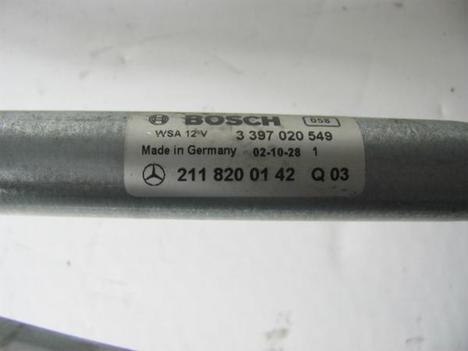 BOSCH 058
WSA 12 V 3 397 020 549
Made in Germany 02-10-28 1
211 820 01 42 Q 03